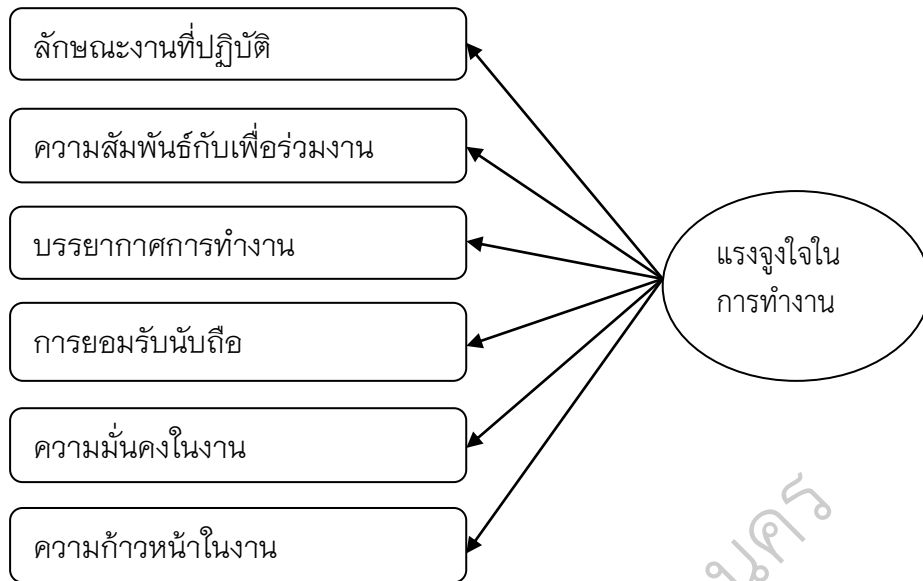 ลักษณะงานที่ปฏิบัติ
ความสัมพันธ์กับเพื่อร่วมงาน
บรรยากาศการทำงาน
การยอมรับนับถือ
ความมั่นคงในงาน
ความก้าวหน้าในงาน
แรงจูงใจใน
การทำงาน
นคร